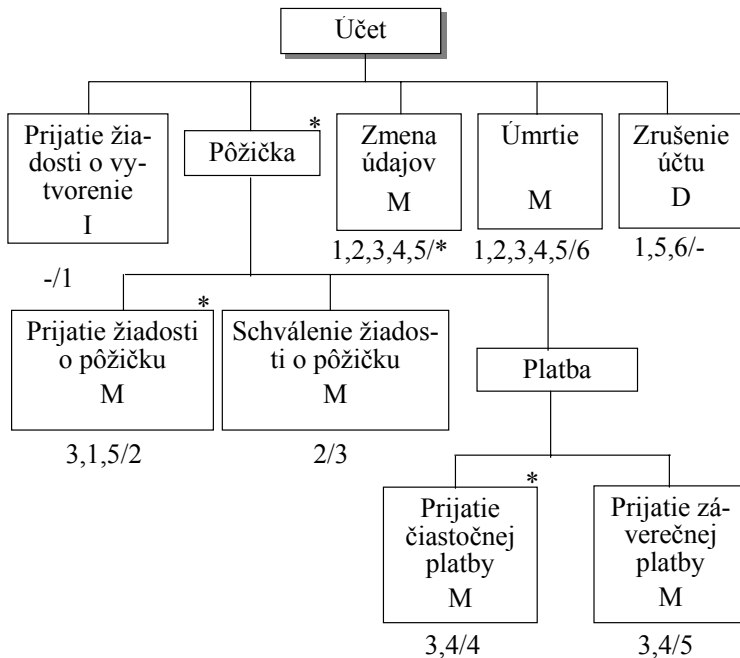 Účet
Prijatie žia-
dosti o vy-
tvorenie
I
-/1
*
Pôžička
Zmena
údajov
M
1,2,3,4,5/*
Úmrtie
M
1,2,3,4,5/6
Zrušenie
účtu
D
1,5,6/-
*
Prijatie žiadosti
o pôžičku
M
3,1,5/2
Schválenie žiados-
ti o pôžičku
M
2/3
Platba
*
Prijatie
čiastočnej
platby
M
3,4/4
Prijatie zá-
verečnej
platby
M
3,4/5